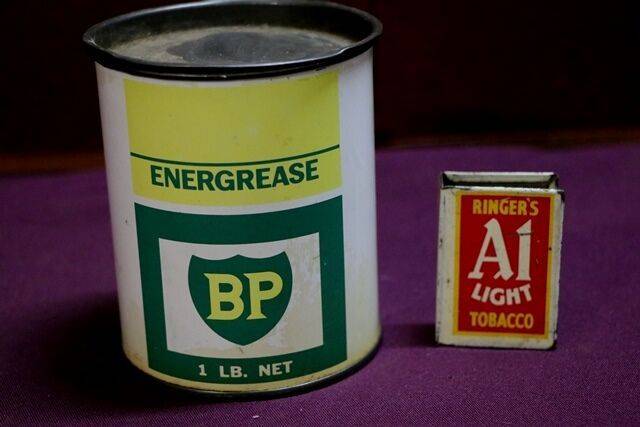 ENERGREASE
BP
1 LB. NET
RINGER'S
A1
LIGHT
TOBACCO